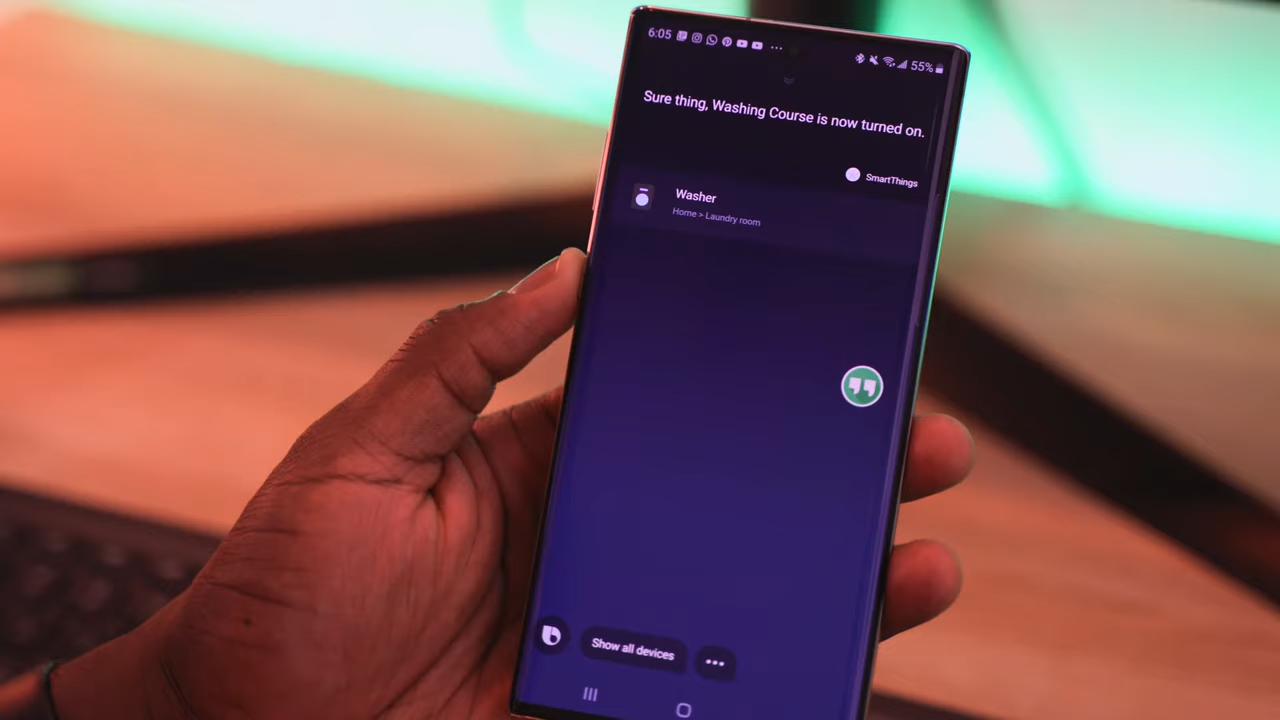 6:05
55%
Sure thing, Washing Course is now turned on.
SmartThings
Washer
Home > Laundry room
Show all devices